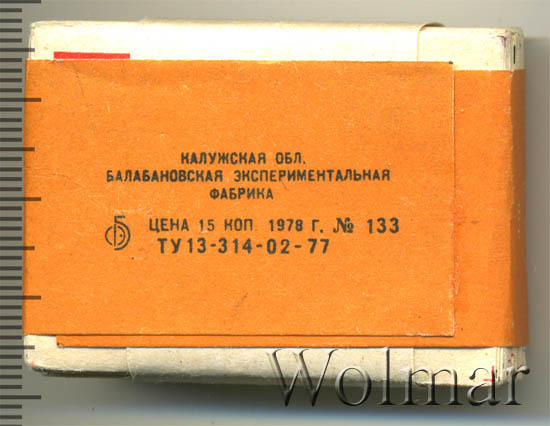 КАЛУЖСКАЯ ОБЛ.
БАЛАБАНОВСКАЯ ЭКСПЕРИМЕНТАЛЬНАЯ
ФАБРИКА
ЦЕНА 15 КОП 1978 Г. № 133
ТУ 13-314-02-77
Wolmar